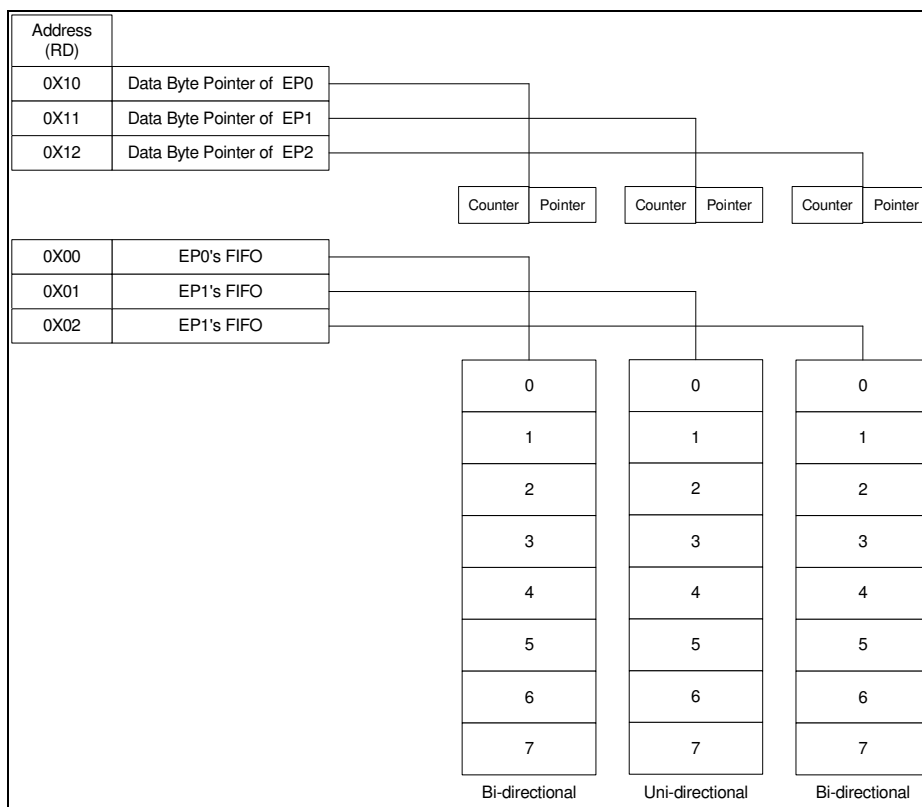 Address
(RD)
0X10 Data Byte Pointer of EP0
0X11 Data Byte Pointer of EP1
0X12 Data Byte Pointer of EP2
Counter Pointer Counter Pointer Counter Pointer
0X00 EP0's FIFO
0X01 EP1's FIFO
0X02 EP1's FIFO
0 0 0
1 1 1
2 2 2
3 3 3
4 4 4
5 5 5
6 6 6
7 7 7
Bi-directional Uni-directional Bi-directional